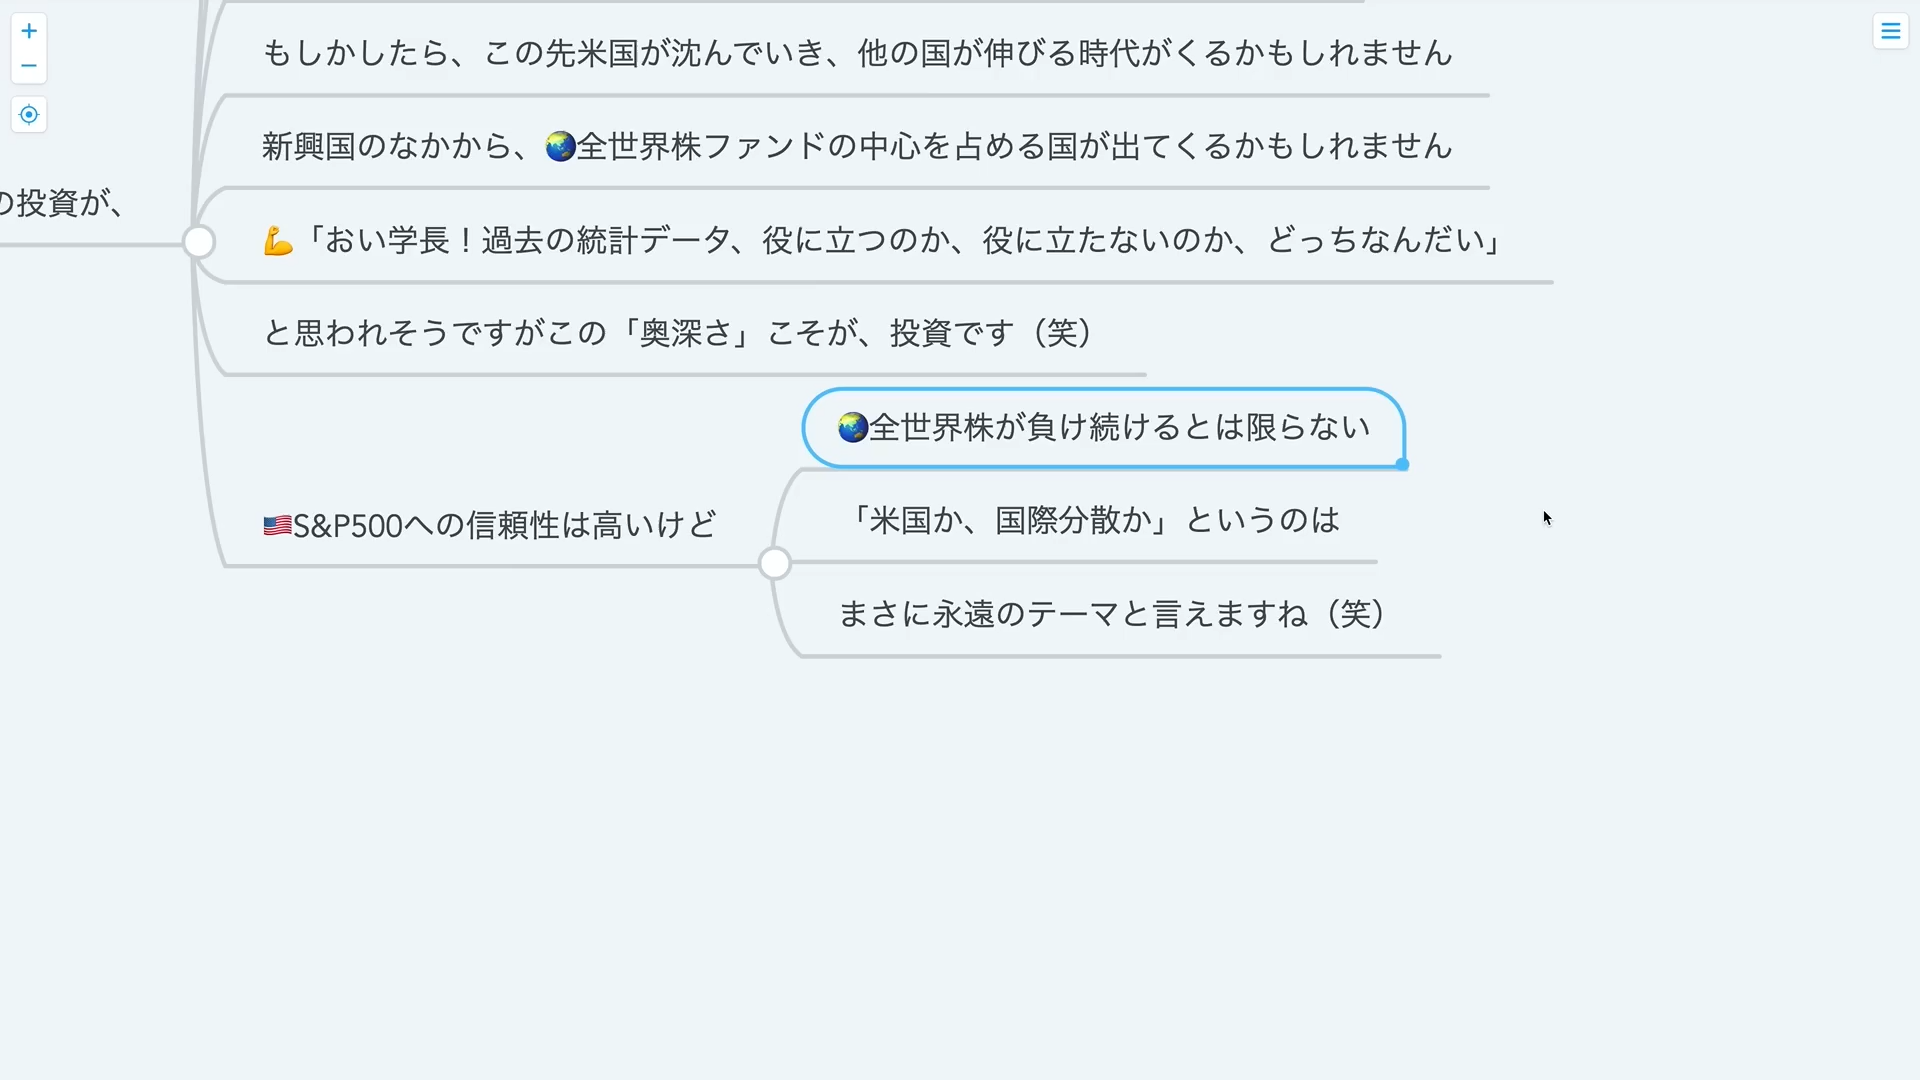 もしかしたら、この先米国が沈んでいき、他の国が伸びる時代がくるかもしれません
新興国のなかから、🌏全世界株ファンドの中心を占める国が出てくるかもしれません
の投資が、
💪「おい学長！過去の統計データ、役に立つのか、役に立たないのか、どっちなんだい」
と思われそうですがこの「奥深さ」こそが、投資です（笑）
🇺🇸S&P500への信頼性は高いけど
🌏全世界株が負け続けるとは限らない
「米国か、国際分散か」というのは
まさに永遠のテーマと言えますね（笑）